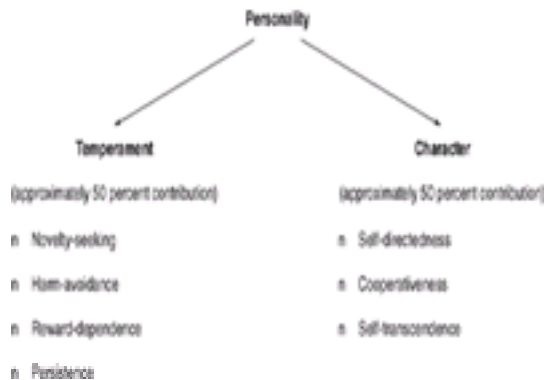 Personality
Temperament
(approximately 50 percent contribution)
n Novelty-seeking
n Harm-avoidance
n Reward-dependence
n Persistence
Character
(approximately 50 percent contribution)
n Self-directedness
n Cooperativeness
n Self-transcendence